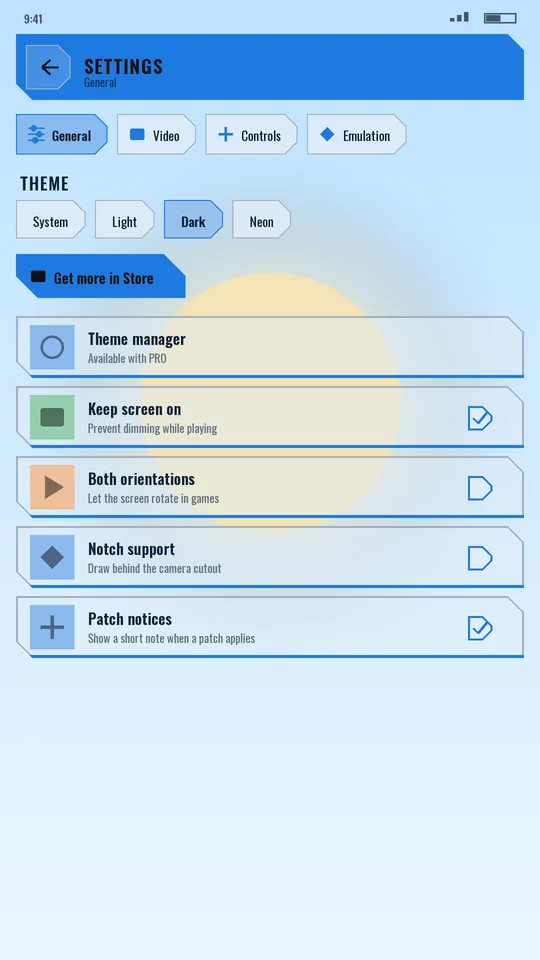 9:41
SETTINGS
General
General
Video
Controls
Emulation
THEME
System
Light
Dark
Neon
Get more in Store
Theme manager
Available with PRO
Keep screen on
Prevent dimming while playing
Both orientations
Let the screen rotate in games
Notch support
Draw behind the camera cutout
Patch notices
Show a short note when a patch applies